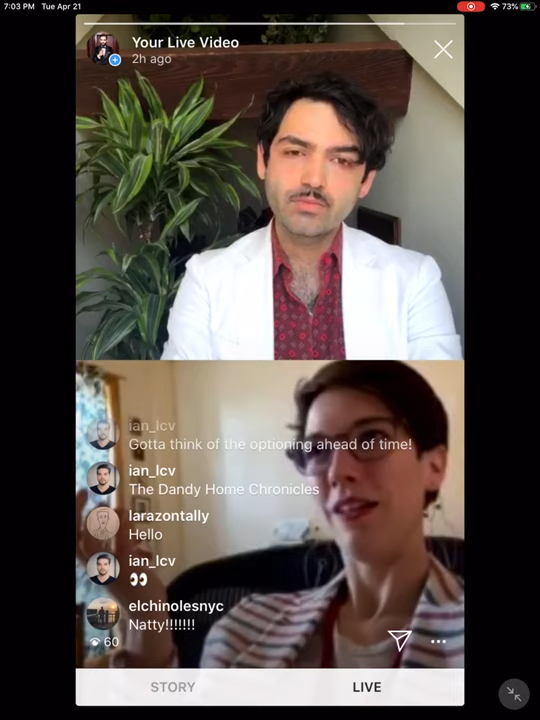 7:03 PM Tue Apr 21
73%
Your Live Video
2h ago
ian_lcv
Gotta think of the optioning ahead of time!
ian_lcv
The Dandy Home Chronicles
larazontally
Hello
ian_lcv
👀
elchinolesnyc
Natty!!!!!!!
60
STORY LIVE